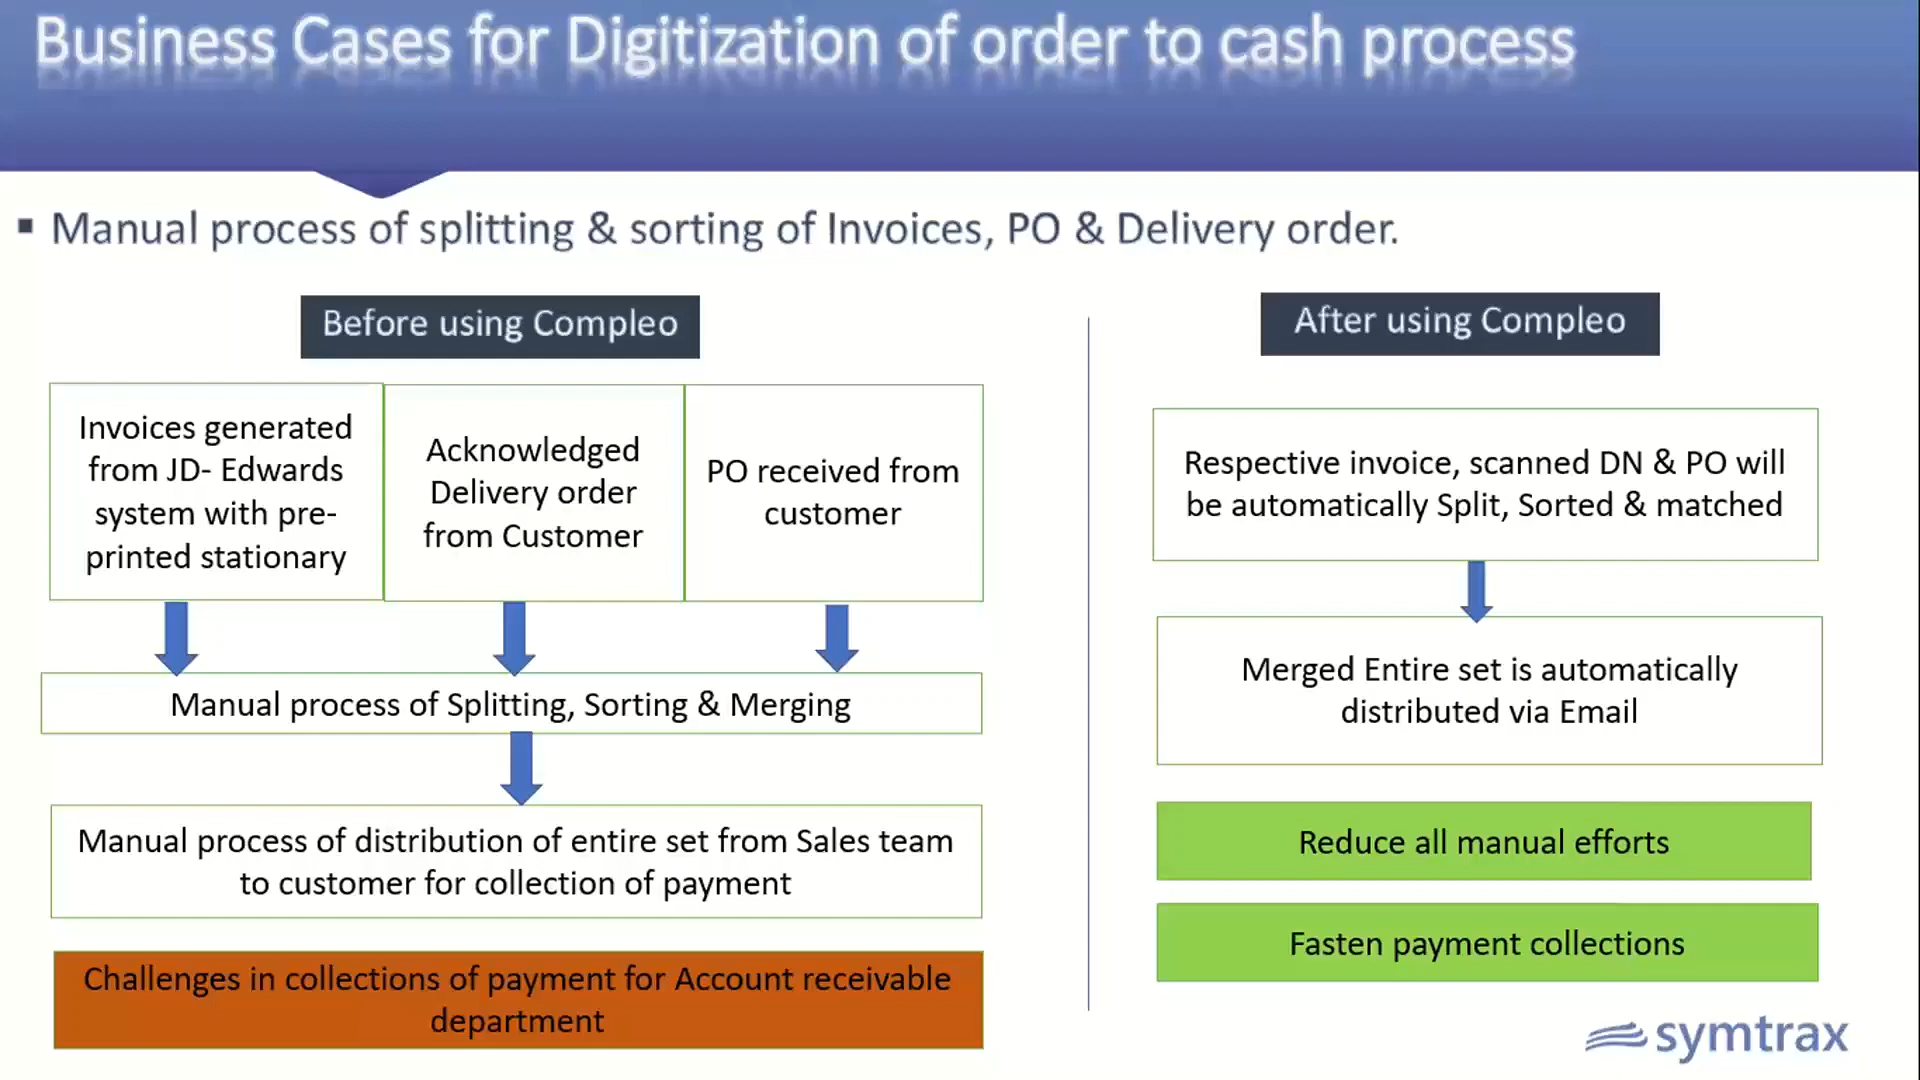 Business Cases for Digitization of order to cash process
▪ Manual process of splitting & sorting of Invoices, PO & Delivery order.
Before using Compleo
Invoices generated
from JD- Edwards
system with pre-
printed stationary
Acknowledged
Delivery order
from Customer
PO received from
customer
Manual process of Splitting, Sorting & Merging
Manual process of distribution of entire set from Sales team
to customer for collection of payment
Challenges in collections of payment for Account receivable
department
After using Compleo
Respective invoice, scanned DN & PO will
be automatically Split, Sorted & matched
Merged Entire set is automatically
distributed via Email
Reduce all manual efforts
Fasten payment collections
symtrax